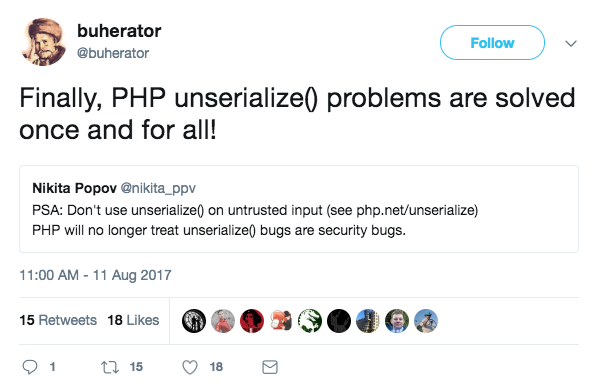 buherator
@buherator
Follow
Finally, PHP unserialize() problems are solved
once and for all!
Nikita Popov @nikita_ppv
PSA: Don't use unserialize() on untrusted input (see php.net/unserialize)
PHP will no longer treat unserialize() bugs are security bugs.
11:00 AM - 11 Aug 2017
15 Retweets 18 Likes
1 15 18